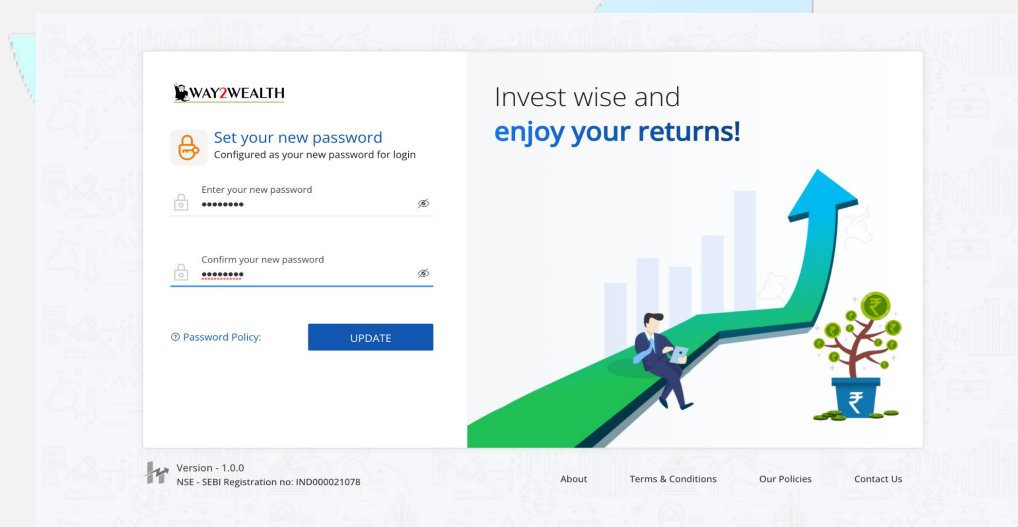 WAY2WEALTH
Set your new password
Configured as your new password for login
Enter your new password
••••••••
Confirm your new password
••••••••
Password Policy:
UPDATE
Invest wise and
enjoy your returns!
₹
₹
Version - 1.0.0
NSE - SEBI Registration no: IND000021078
About
Terms & Conditions
Our Policies
Contact Us